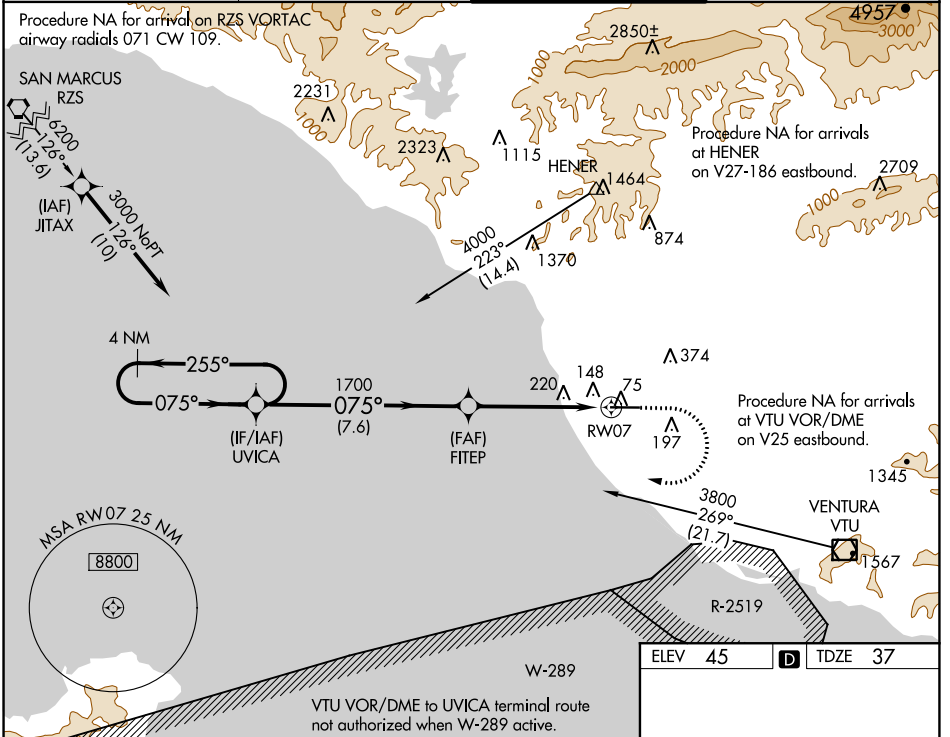 Procedure NA for arrival on RZS VORTAC
airway radials 071 CW 109.
4957
3000
2850±
1000
2000
SAN MARCUS
RZS
6200
126°
(13.6)
2231
1000
2323
1115
Procedure NA for arrivals
at HENER
on V27-186 eastbound.
HENER
1464
2709
1000
(IAF)
JITAX
3000 NoPT
126°
(10)
874
4000
223°
(14.4)
1370
4 NM
255°
075°
(IF/IAF)
UVICA
1700
075°
(7.6)
(FAF)
FITEP
220
148
75
374
RW07
197
Procedure NA for arrivals
at VTU VOR/DME
on V25 eastbound.
1345
3800
269°
(21.7)
VENTURA
VTU
1567
MSA RW07 25 NM
8800
R-2519
W-289
VTU VOR/DME to UVICA terminal route
not authorized when W-289 active.
ELEV 45 D TDZE 37